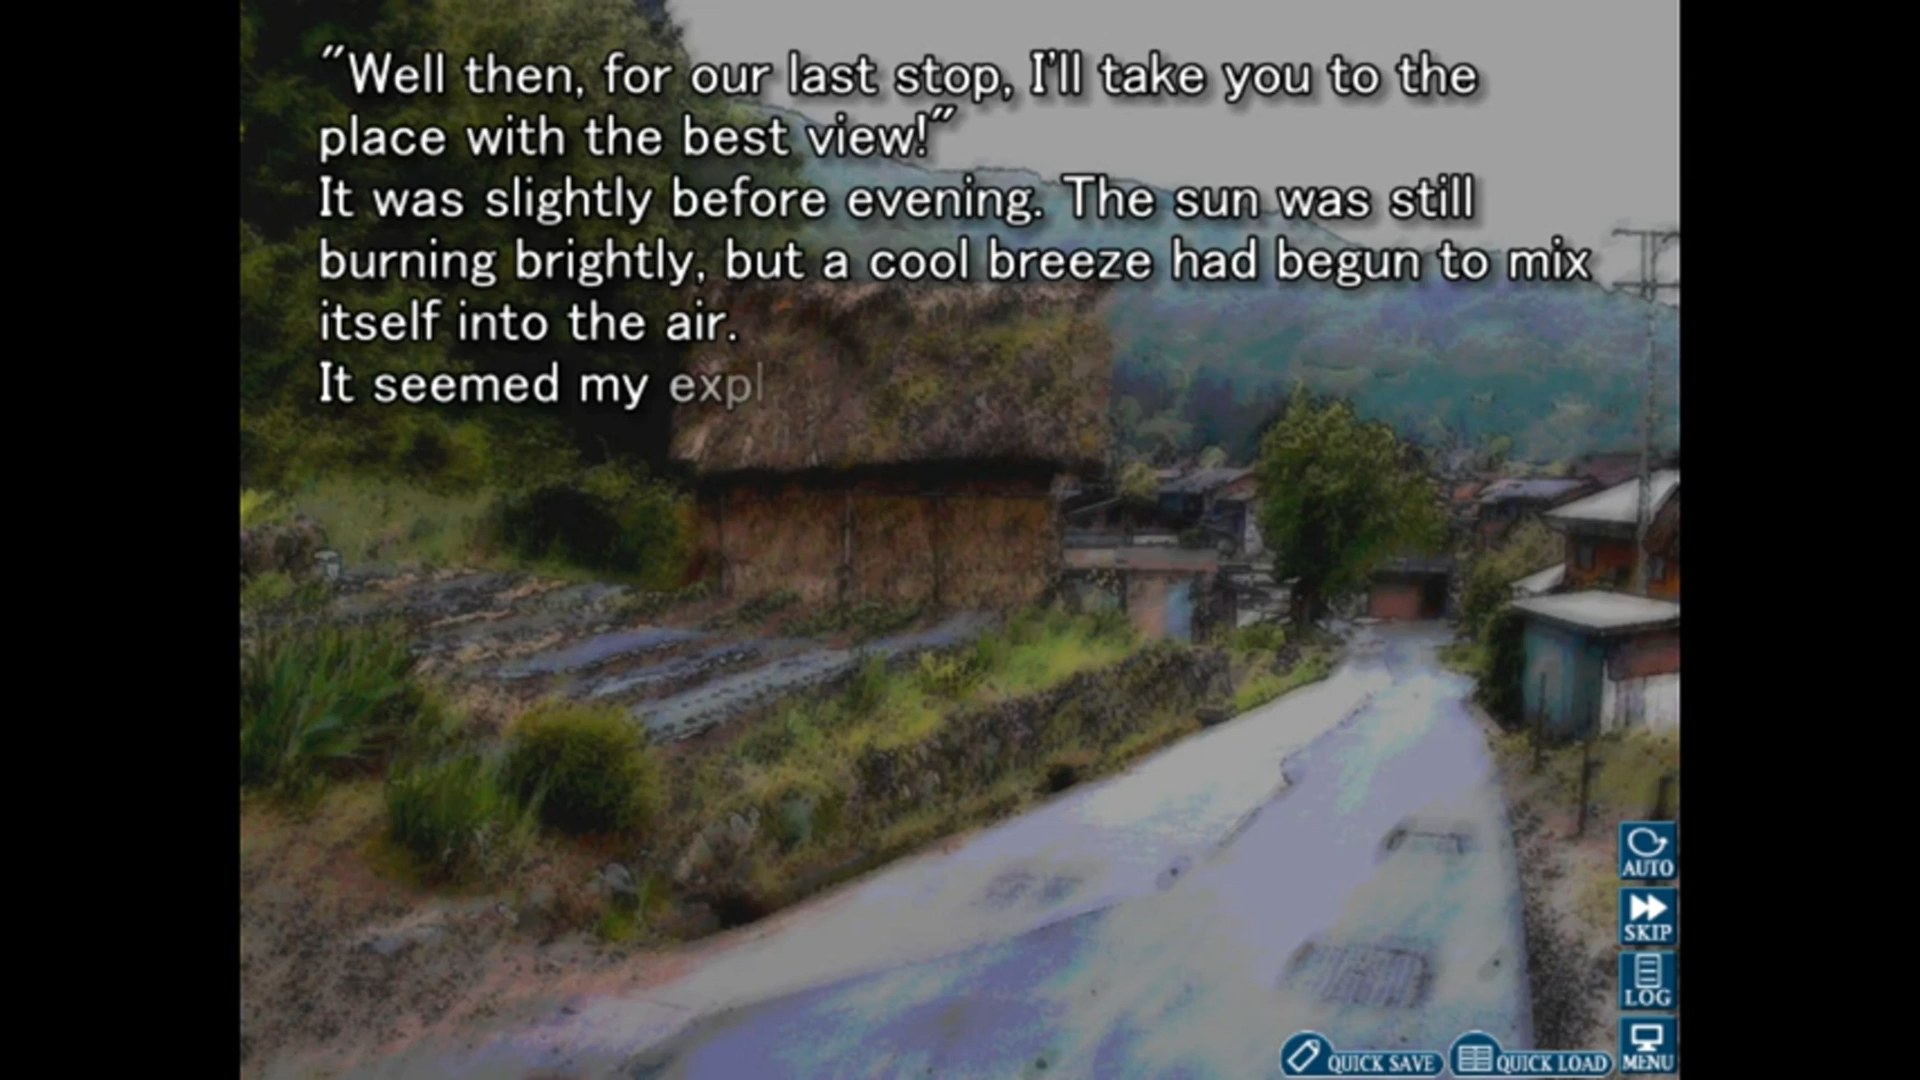 "Well then, for our last stop, I'll take you to the
place with the best view!"
It was slightly before evening. The sun was still
burning brightly, but a cool breeze had begun to mix
itself into the air.
It seemed my expl
AUTO
SKIP
LOG
QUICK SAVE
QUICK LOAD
MENU